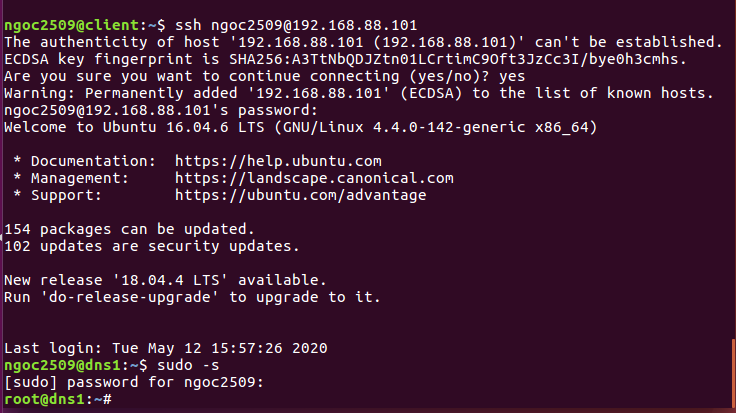 ngoc2509@client:~$ ssh ngoc2509@192.168.88.101
The authenticity of host '192.168.88.101 (192.168.88.101)' can't be established.
ECDSA key fingerprint is SHA256:A3TtNbQDJZtn01LCrtimC9Oft3JzCc3I/bye0h3cmhs.
Are you sure you want to continue connecting (yes/no)? yes
Warning: Permanently added '192.168.88.101' (ECDSA) to the list of known hosts.
ngoc2509@192.168.88.101's password:
Welcome to Ubuntu 16.04.6 LTS (GNU/Linux 4.4.0-142-generic x86_64)
* Documentation:  https://help.ubuntu.com
* Management:     https://landscape.canonical.com
* Support:        https://ubuntu.com/advantage
154 packages can be updated.
102 updates are security updates.
New release '18.04.4 LTS' available.
Run 'do-release-upgrade' to upgrade to it.
Last login: Tue May 12 15:57:26 2020
ngoc2509@dns1:~$ sudo -s
[sudo] password for ngoc2509:
root@dns1:~#